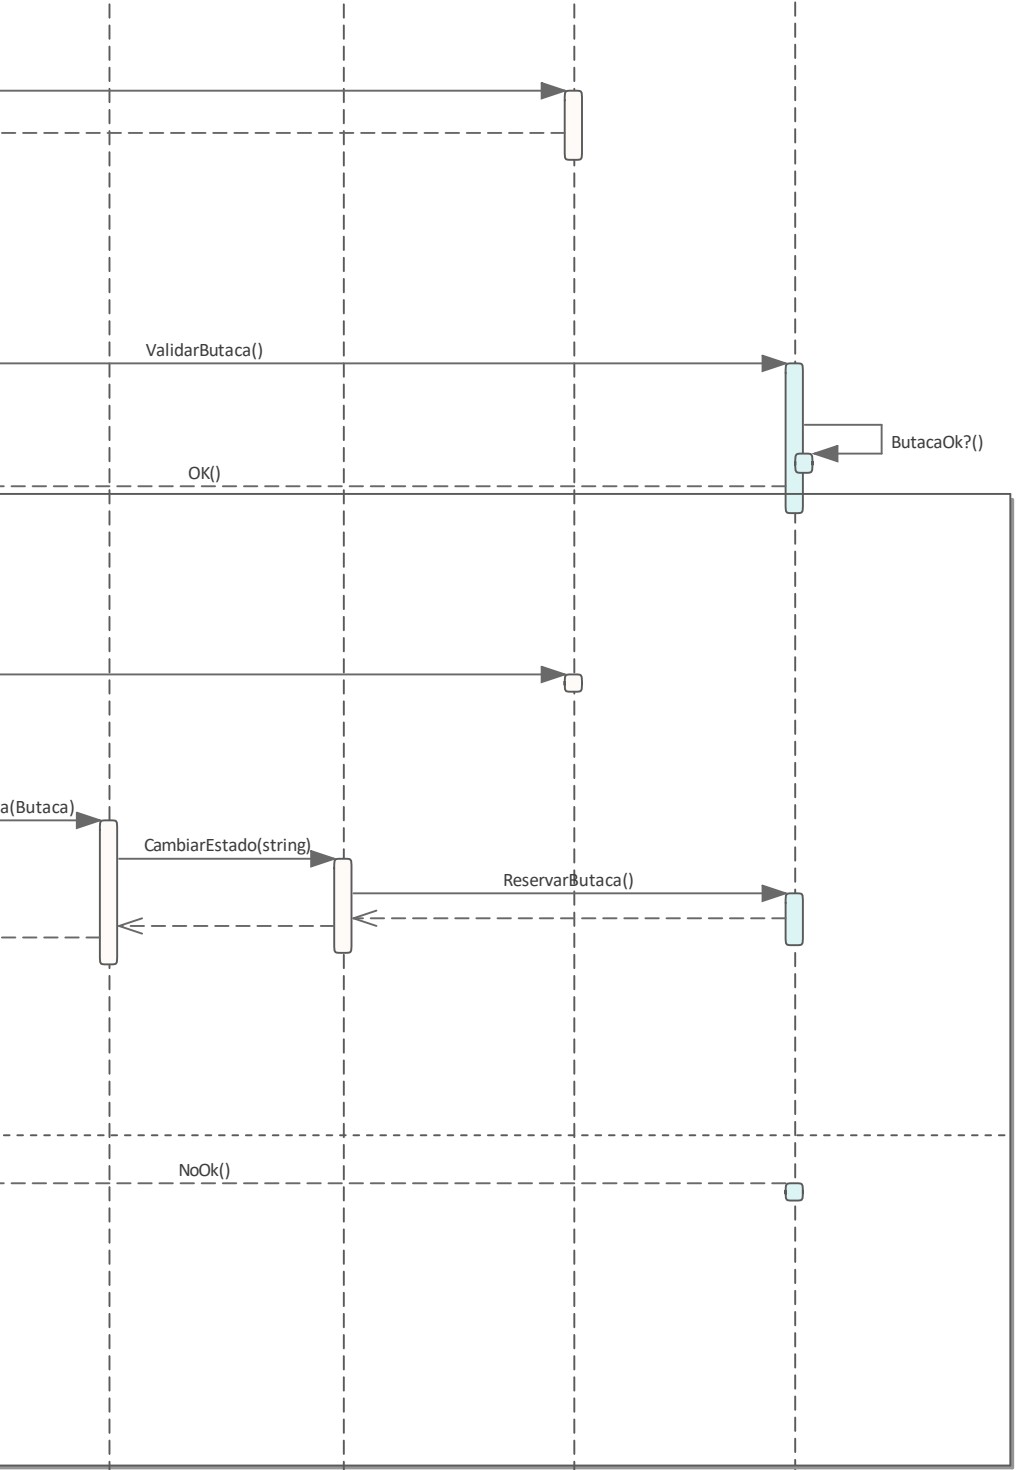 ValidarButaca()
ButacaOk?()
OK()
a(Butaca)
CambiarEstado(string)
ReservarButaca()
NoOk()